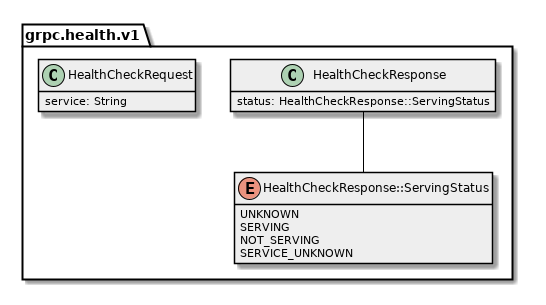 grpc.health.v1
C HealthCheckRequest
service: String
C HealthCheckResponse
status: HealthCheckResponse::ServingStatus
E HealthCheckResponse::ServingStatus
UNKNOWN
SERVING
NOT_SERVING
SERVICE_UNKNOWN